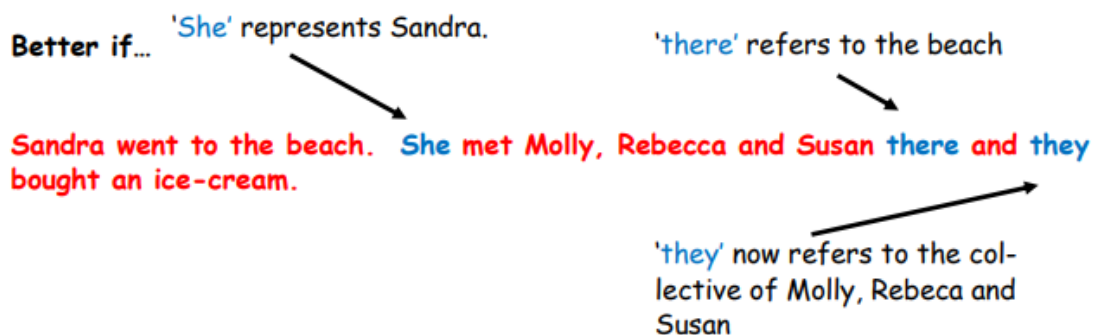 'She' represents Sandra.
Better if…
'there' refers to the beach
Sandra went to the beach. She met Molly, Rebecca and Susan there and they
bought an ice-cream.
'they' now refers to the col-
lective of Molly, Rebeca and
Susan